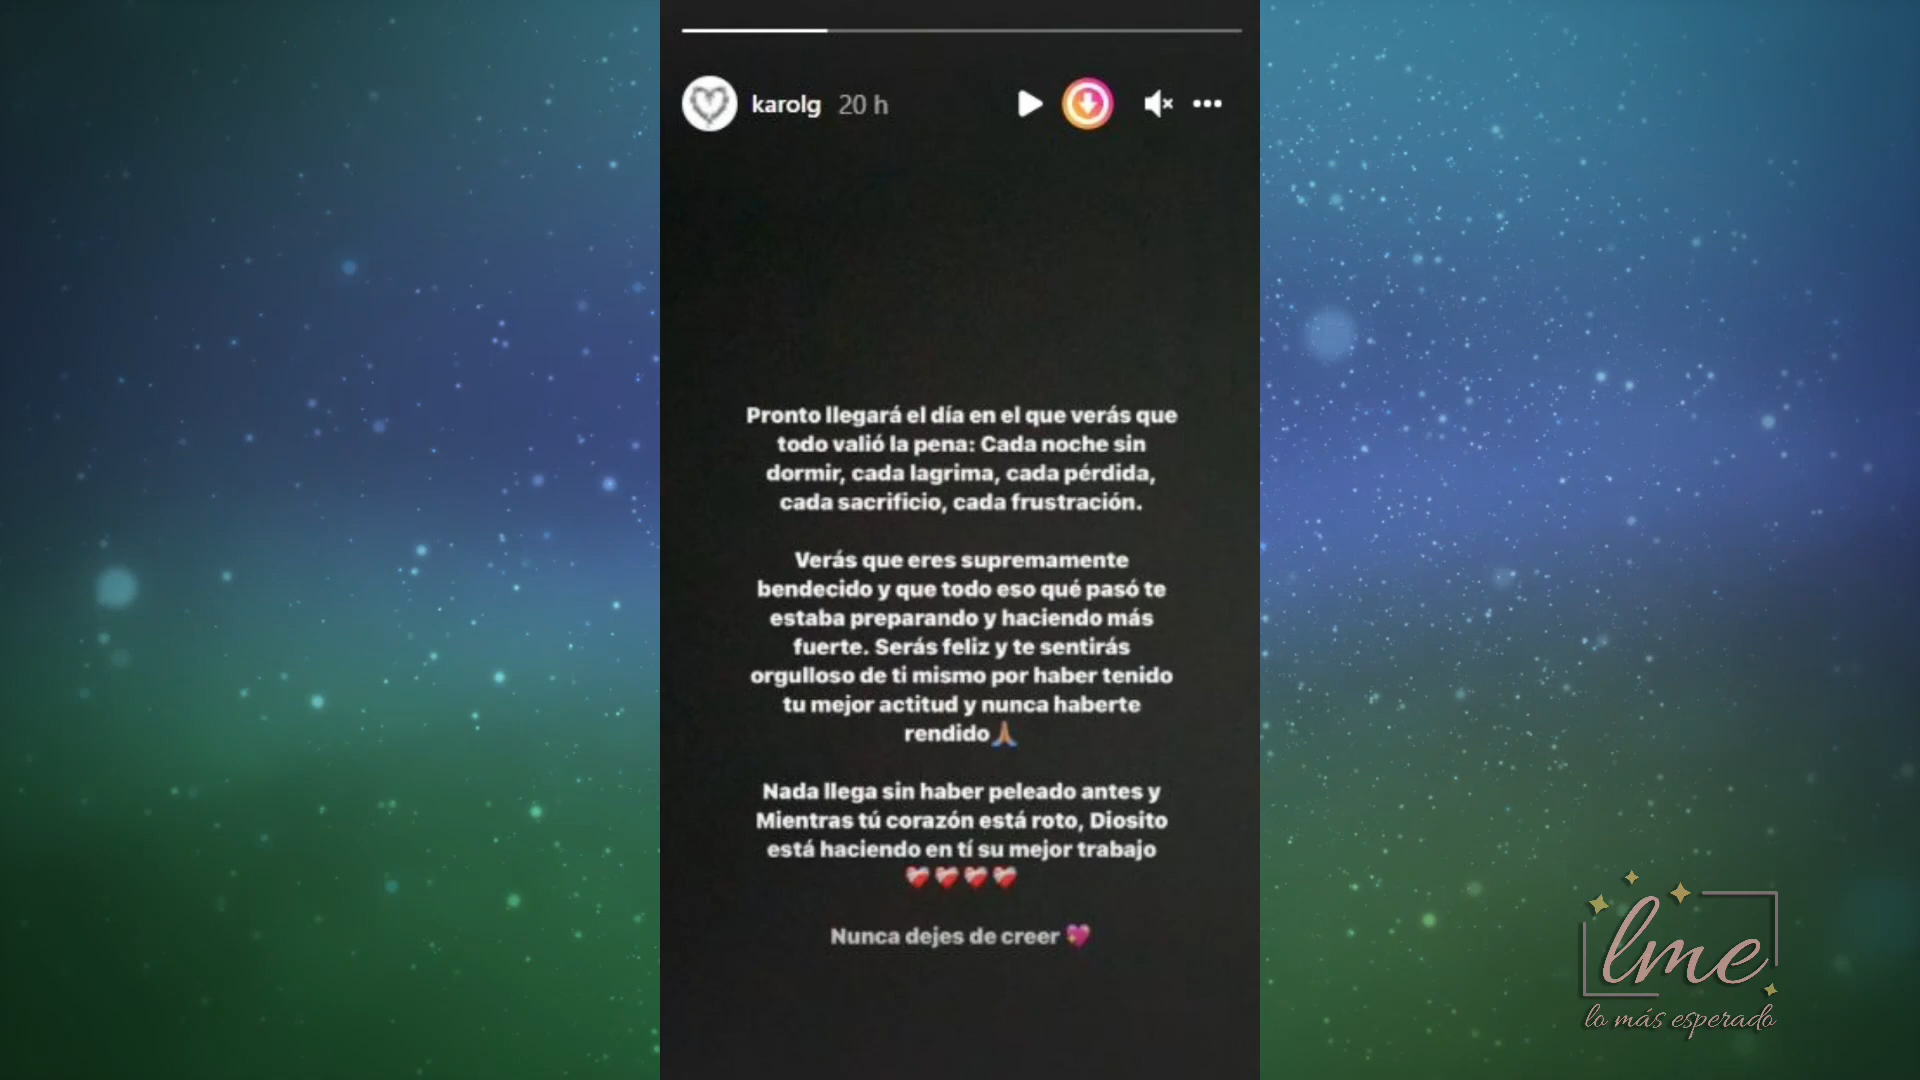 karolg 20 h
Pronto llegará el día en el que verás que
todo valió la pena: Cada noche sin
dormir, cada lagrima, cada pérdida,
cada sacrificio, cada frustración.
Verás que eres supremamente
bendecido y que todo eso qué pasó te
estaba preparando y haciendo más
fuerte. Serás feliz y te sentirás
orgulloso de ti mismo por haber tenido
tu mejor actitud y nunca haberte
rendido🙏🏽
Nada llega sin haber peleado antes y
Mientras tú corazón está roto, Diosito
está haciendo en tí su mejor trabajo
❤️‍🩹❤️‍🩹❤️‍🩹❤️‍🩹
Nunca dejes de creer 💖
lme
lo más esperado